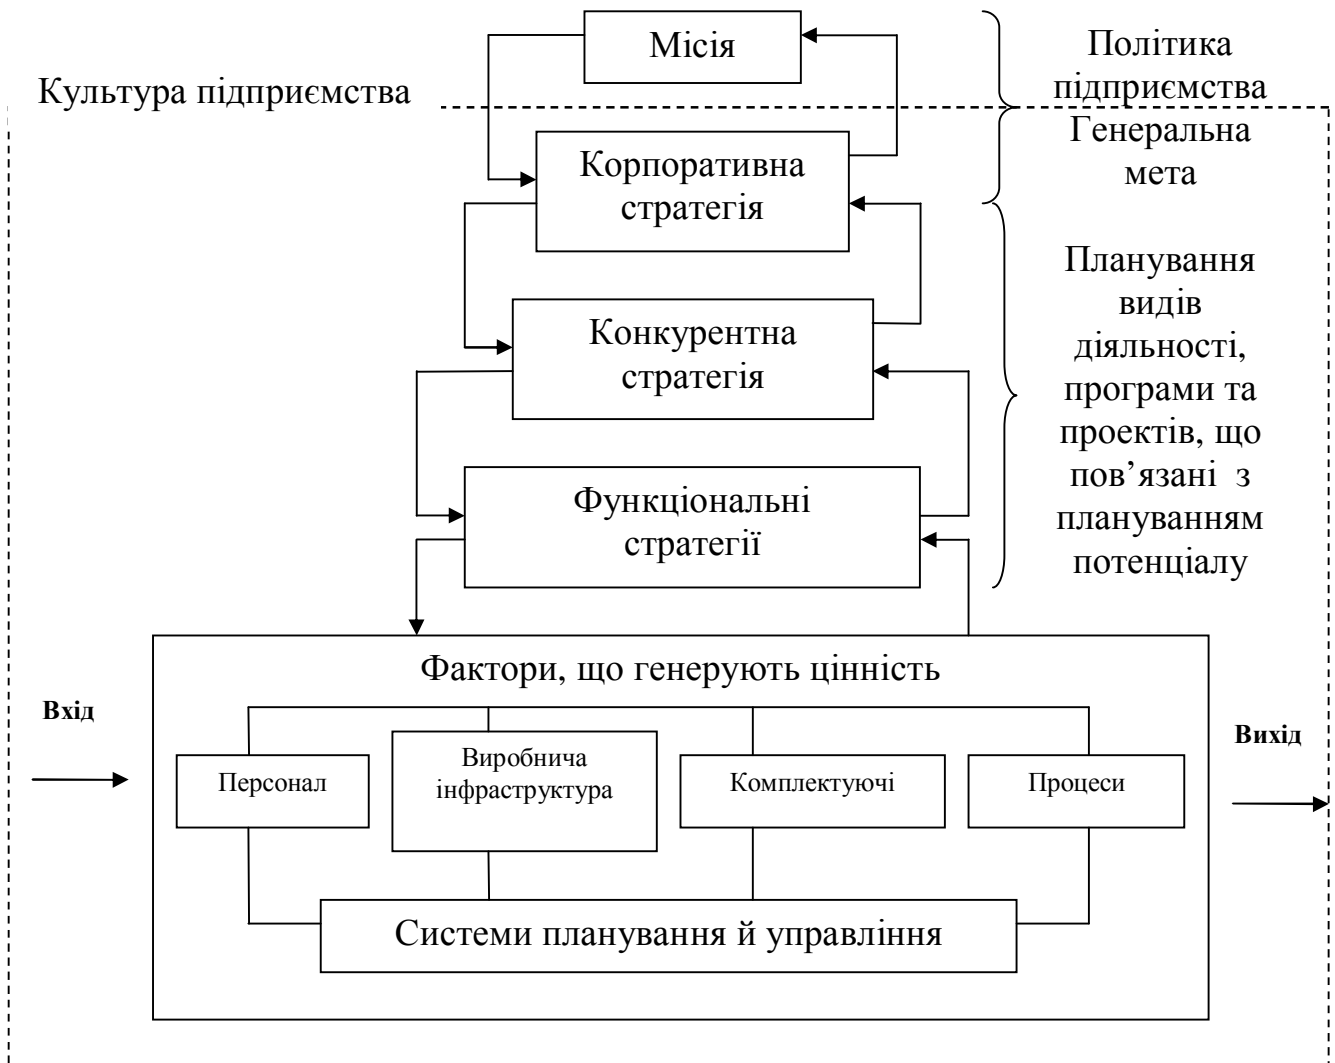 Місія
Політика
підприємства
Генеральна
мета
Культура підприємства
Корпоративна
стратегія
Планування
видів
діяльності,
програми та
проектів, що
пов’язані з
плануванням
потенціалу
Конкурентна
стратегія
Функціональні
стратегії
Фактори, що генерують цінність
Вхід
Вихід
Персонал
Виробнича
інфраструктура
Комплектуючі
Процеси
Системи планування й управління